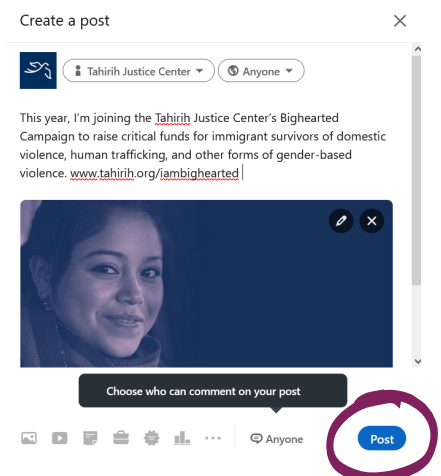 Create a post
Tahirih Justice Center
Anyone
This year, I'm joining the Tahirih Justice Center's Bighearted
Campaign to raise critical funds for immigrant survivors of domestic
violence, human trafficking, and other forms of gender-based
violence. www.tahirih.org/iambighearted
Choose who can comment on your post
Anyone
Post